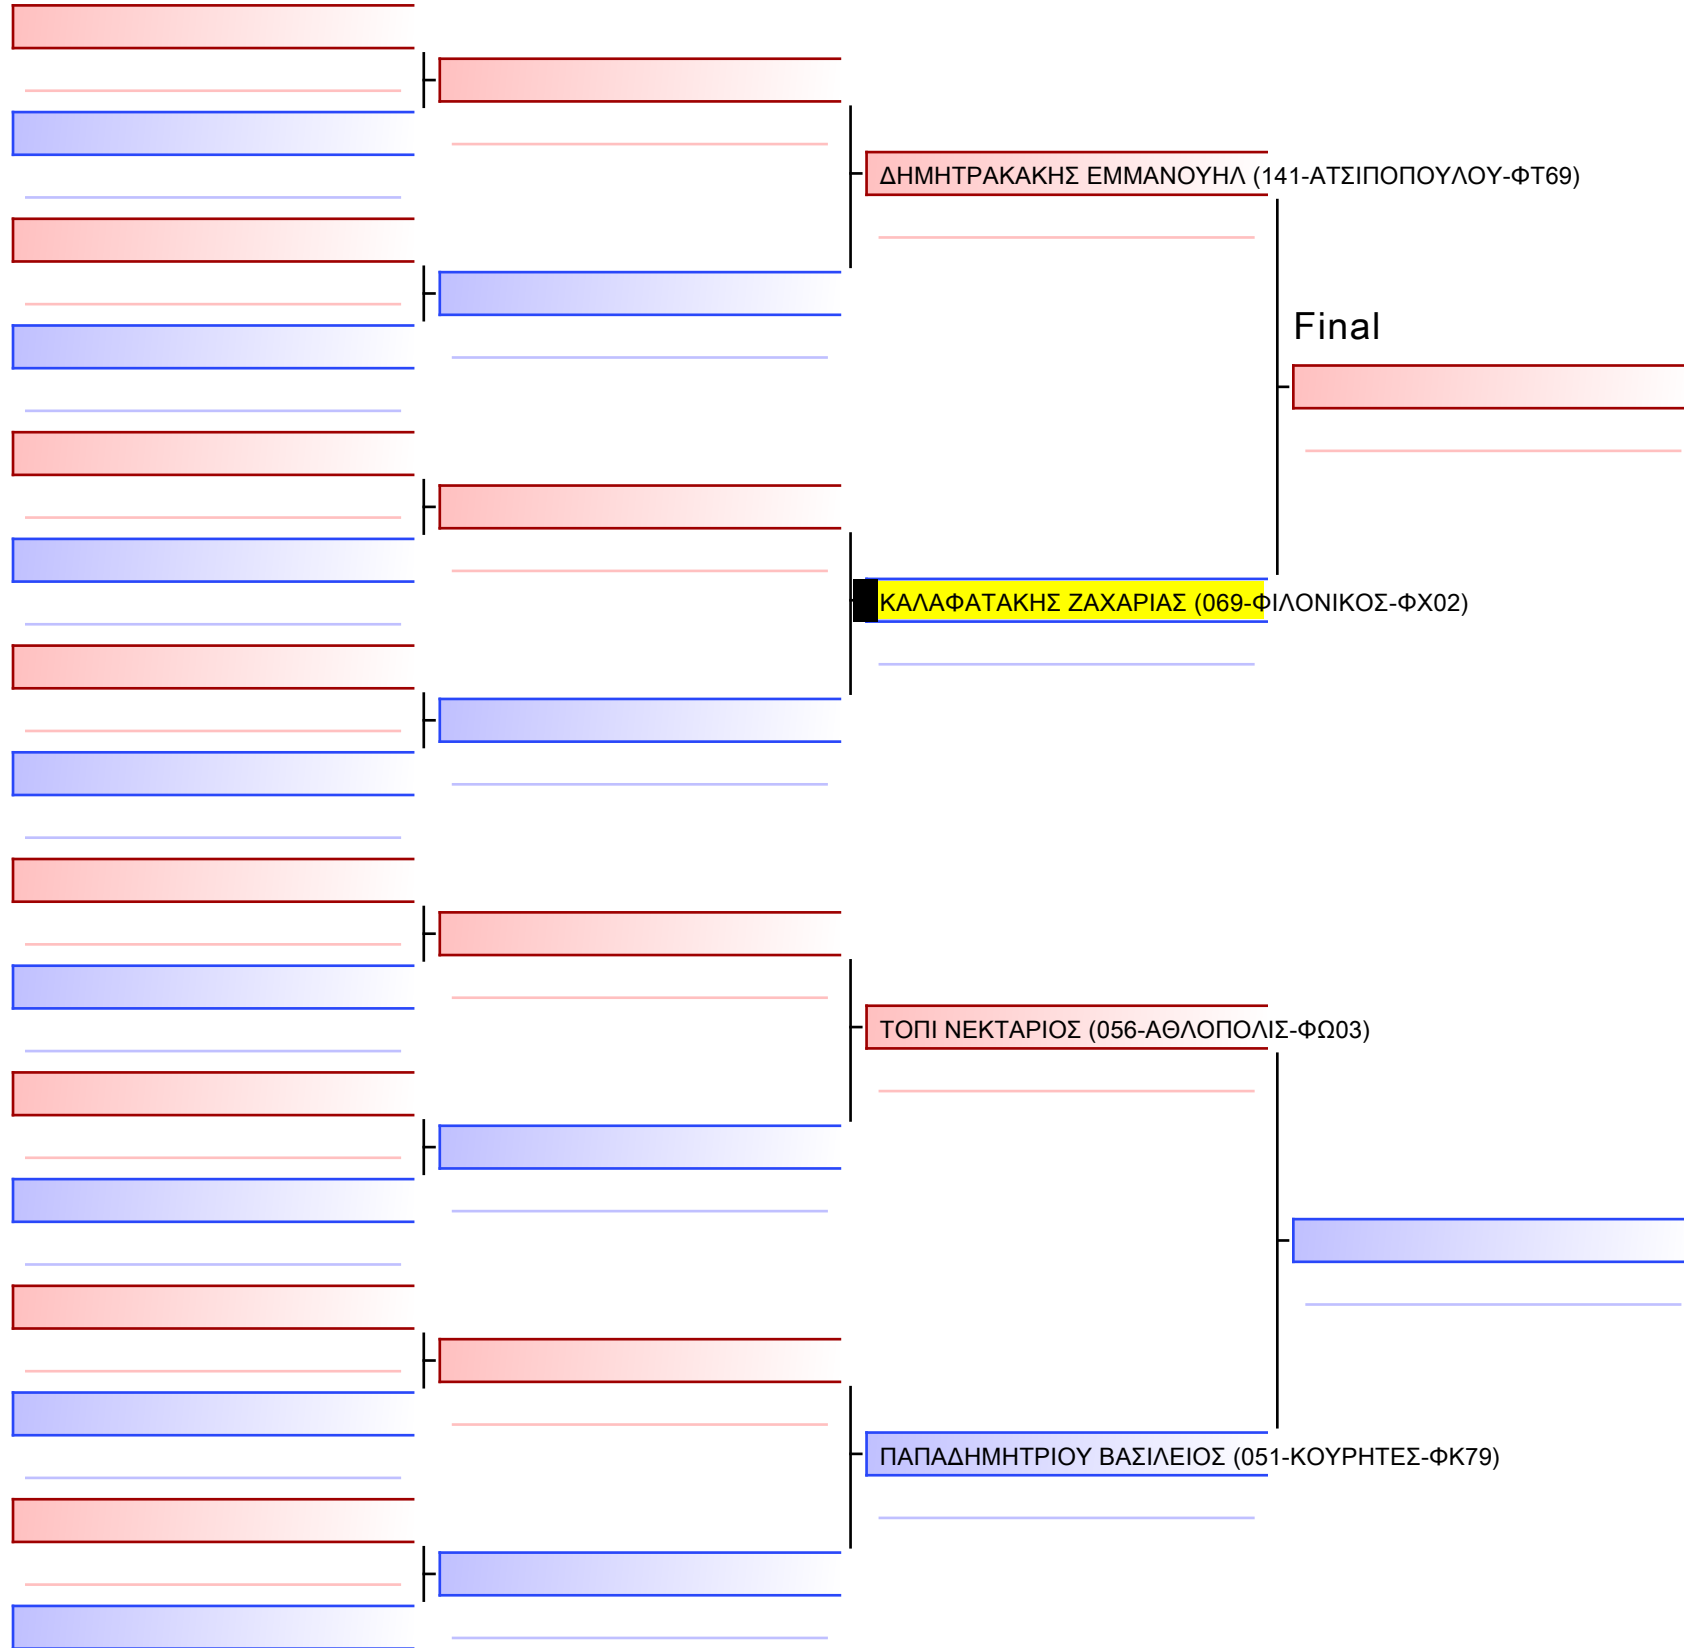 ΔΗΜΗΤΡΑΚΑΚΗΣ ΕΜΜΑΝΟΥΗΛ (141-ΑΤΣΙΠΟΠΟΥΛΟΥ-ΦΤ69)
Final
ΚΑΛΑΦΑΤΑΚΗΣ ΖΑΧΑΡΙΑΣ (069-ΦΙΛΟΝΙΚΟΣ-ΦΧ02)
ΤΟΠΙ ΝΕΚΤΑΡΙΟΣ (056-ΑΘΛΟΠΟΛΙΣ-ΦΩ03)
ΠΑΠΑΔΗΜΗΤΡΙΟΥ ΒΑΣΙΛΕΙΟΣ (051-ΚΟΥΡΗΤΕΣ-ΦΚ79)